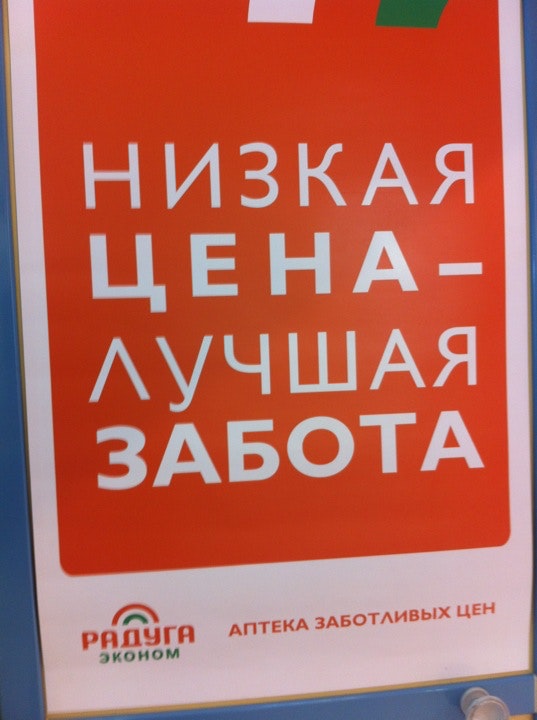 НИЗКАЯ
ЦЕНА –
ЛУЧШАЯ
ЗАБОТА
РАДУГА
ЭКОНОМ
АПТЕКА ЗАБОТЛИВЫХ ЦЕН